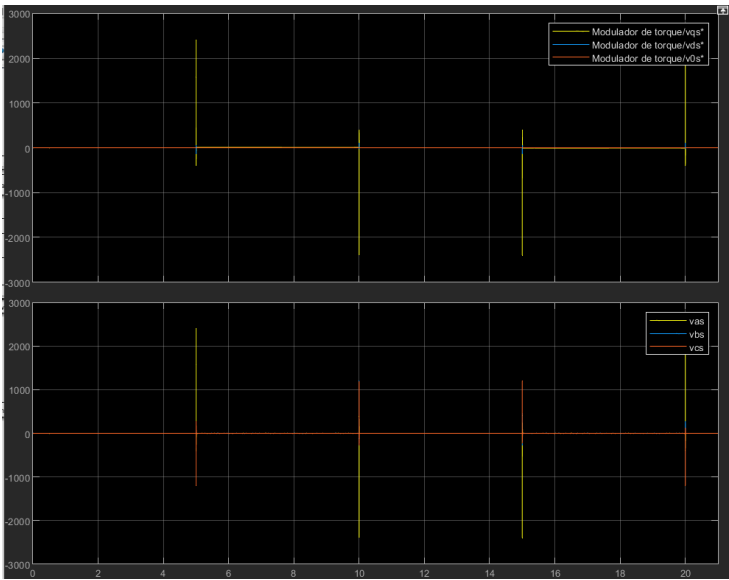 3000
Modulador de torque/vqs*
Modulador de torque/vds*
Modulador de torque/v0s*
2000
1000
0
-1000
-2000
-3000
3000
vas
vbs
vcs
2000
1000
0
-1000
-2000
-3000
0 2 4 6 8 10 12 14 16 18 20